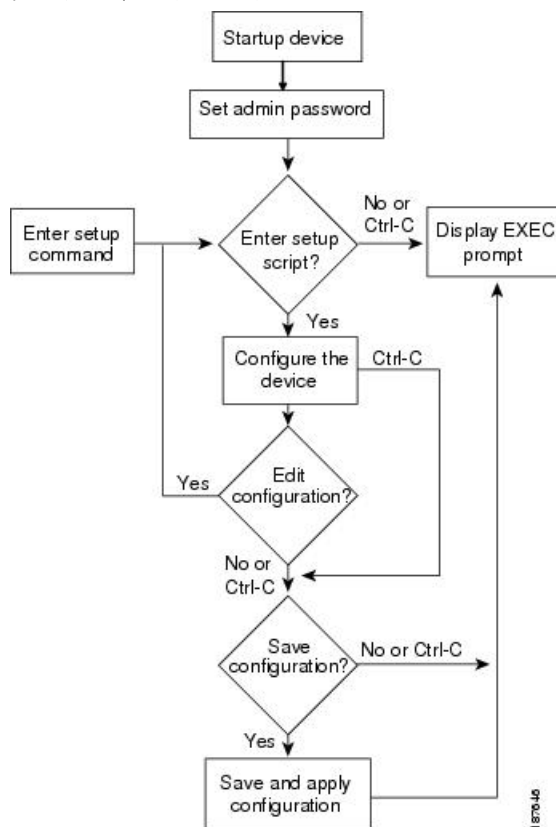 Startup device
Set admin password
No or
Ctrl-C
Enter setup
command
Enter setup
script?
Display EXEC
prompt
Yes
Configure the
device
Ctrl-C
Yes
Edit
configuration?
No or
Ctrl-C
Save
configuration?
No or Ctrl-C
Yes
Save and apply
configuration
187646